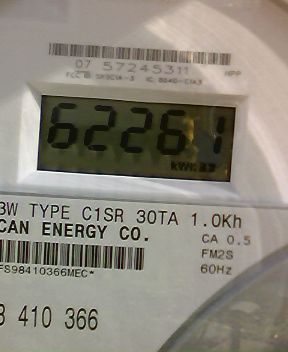 07 57245311 HPP
62261
kWh
3W TYPE C1SR 30TA 1.0Kh
CAN ENERGY CO.
CA 0.5
FM2S
60Hz
FS98410366MEC*
3 410 366